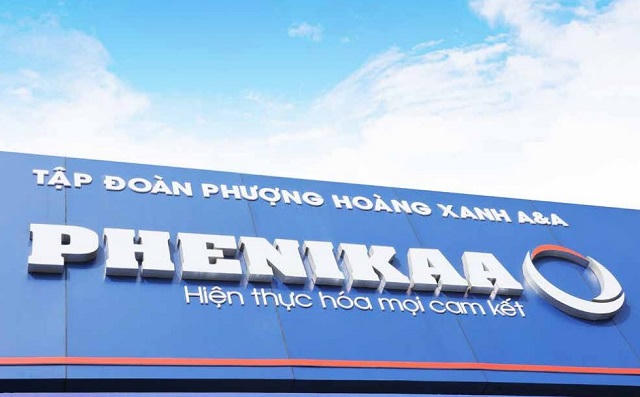 TẬP ĐOÀN PHƯỢNG HOÀNG XANH A&A
PHENIKAA
Hiện thực hóa mọi cam kết